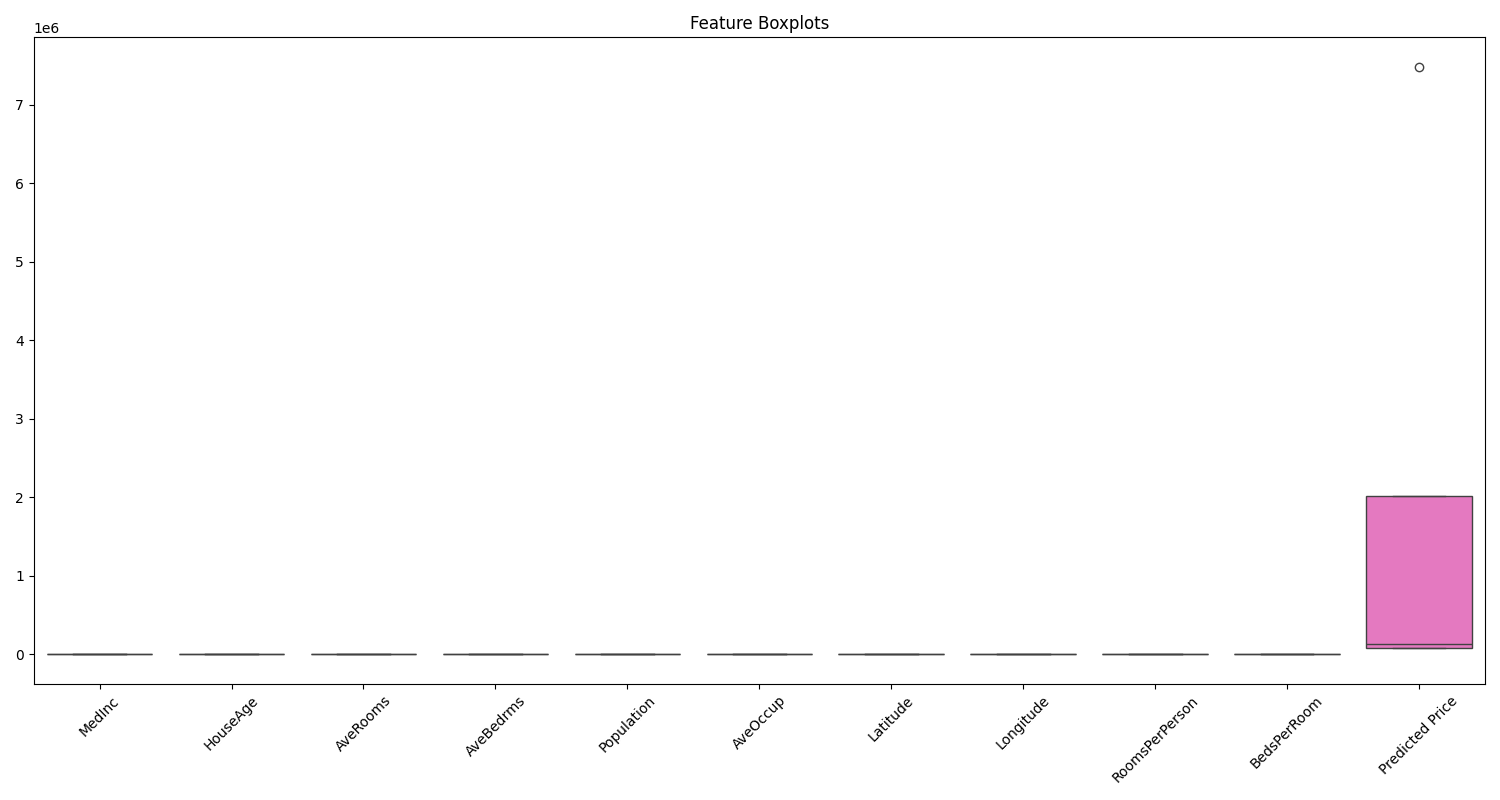 Feature Boxplots
1e6
7
6
5
4
3
2
1
0
MedInc
HouseAge
AveRooms
AveBedrms
Population
AveOccup
Latitude
Longitude
RoomsPerPerson
BedsPerRoom
Predicted Price